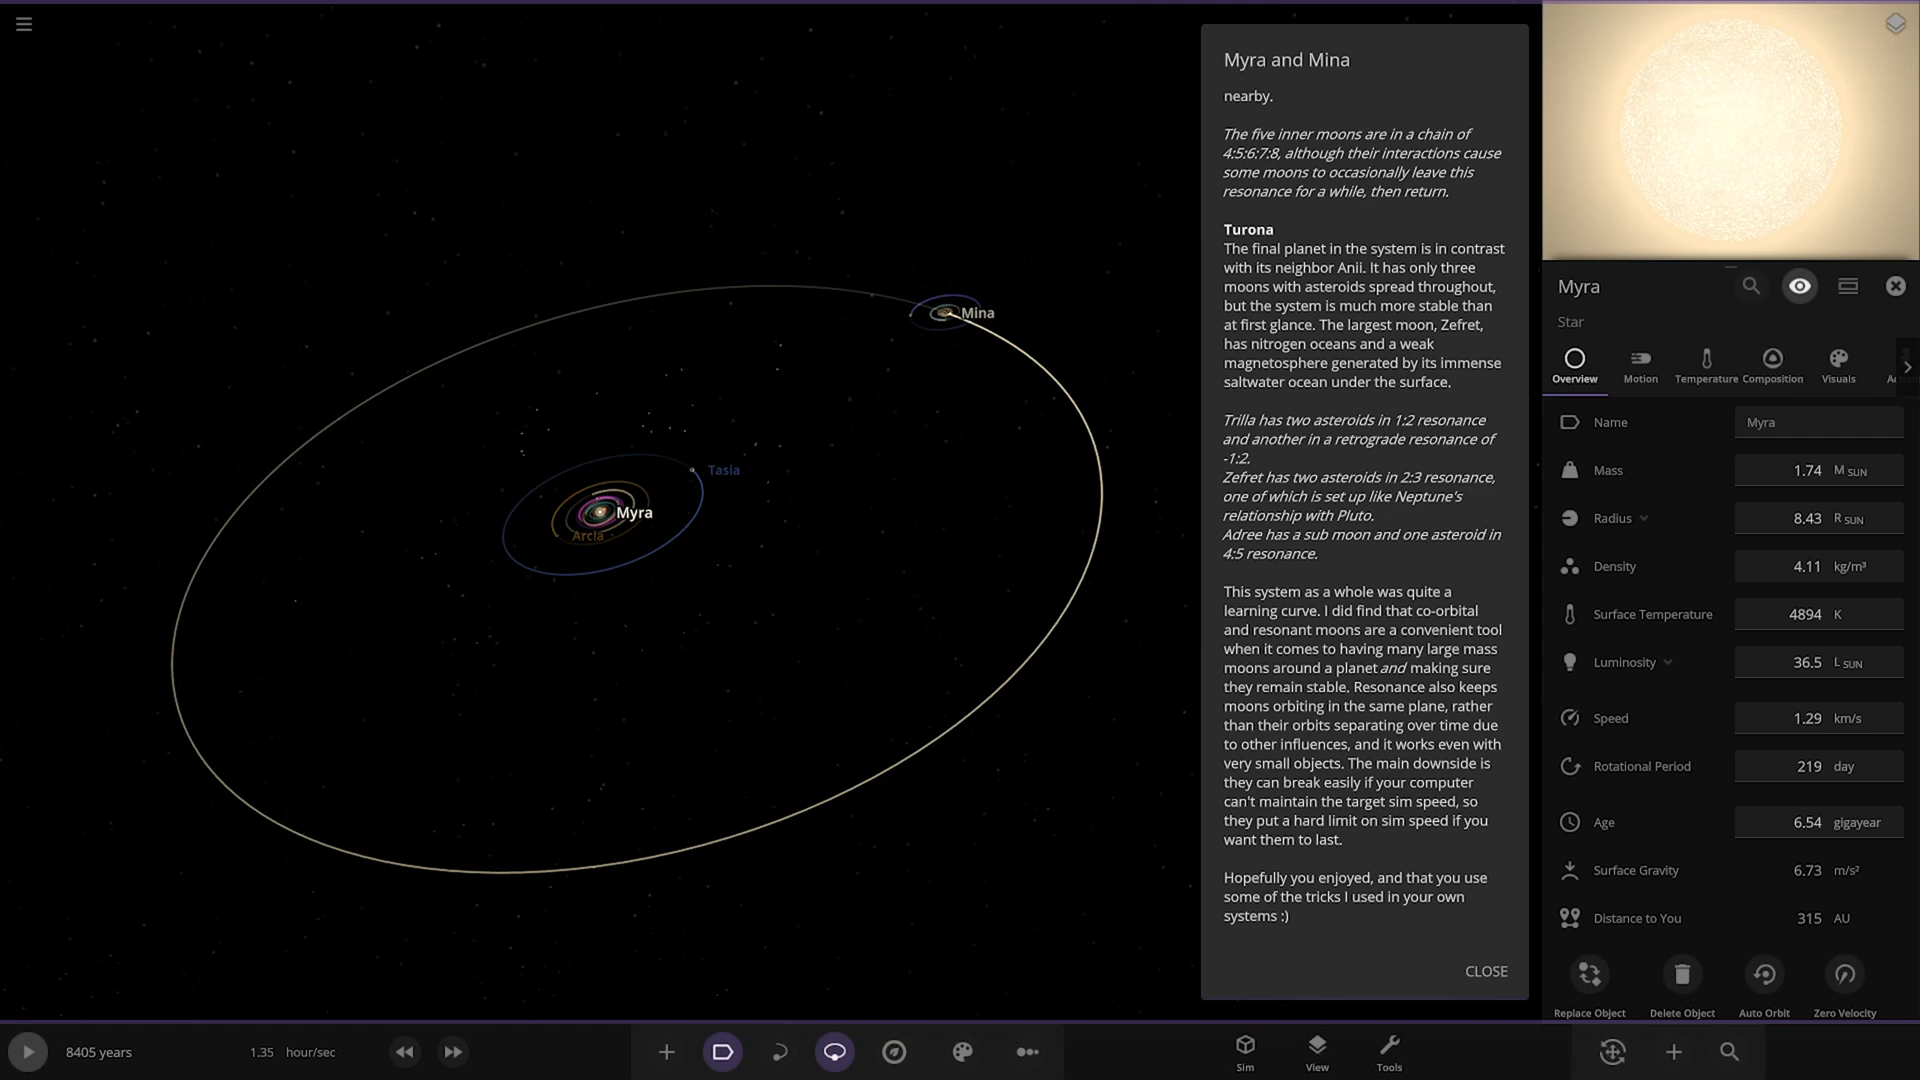 Myra and Mina
nearby.
The five inner moons are in a chain of
4:5:6:7:8, although their interactions cause
some moons to occasionally leave this
resonance for a while, then return.
Turona
The final planet in the system is in contrast
with its neighbor Anii. It has only three
moons with asteroids spread throughout,
but the system is much more stable than
at first glance. The largest moon, Zefret,
has nitrogen oceans and a weak
magnetosphere generated by its immense
saltwater ocean under the surface.
Trilla has two asteroids in 1:2 resonance
and another in a retrograde resonance of
-1:2.
Zefret has two asteroids in 2:3 resonance,
one of which is set up like Neptune's
relationship with Pluto.
Adree has a sub moon and one asteroid in
4:5 resonance.
This system as a whole was quite a
learning curve. I did find that co-orbital
and resonant moons are a convenient tool
when it comes to having many large mass
moons around a planet and making sure
they remain stable. Resonance also keeps
moons orbiting in the same plane, rather
than their orbits separating over time due
to other influences, and it works even with
very small objects. The main downside is
they can break easily if your computer
can't maintain the target sim speed, so
they put a hard limit on sim speed if you
want them to last.
Hopefully you enjoyed, and that you use
some of the tricks I used in your own
systems :)
CLOSE
Mina
Tasia
Myra
Arcia
Myra
Star
Overview
Motion
Temperature
Composition
Visuals
Name Myra
Mass 1.74 M SUN
Radius 8.43 R SUN
Density 4.11 kg/m³
Surface Temperature 4894 K
Luminosity 36.5 L SUN
Speed 1.29 km/s
Rotational Period 219 day
Age 6.54 gigayear
Surface Gravity 6.73 m/s²
Distance to You 315 AU
Replace Object
Delete Object
Auto Orbit
Zero Velocity
8405 years
1.35 hour/sec
Sim
View
Tools